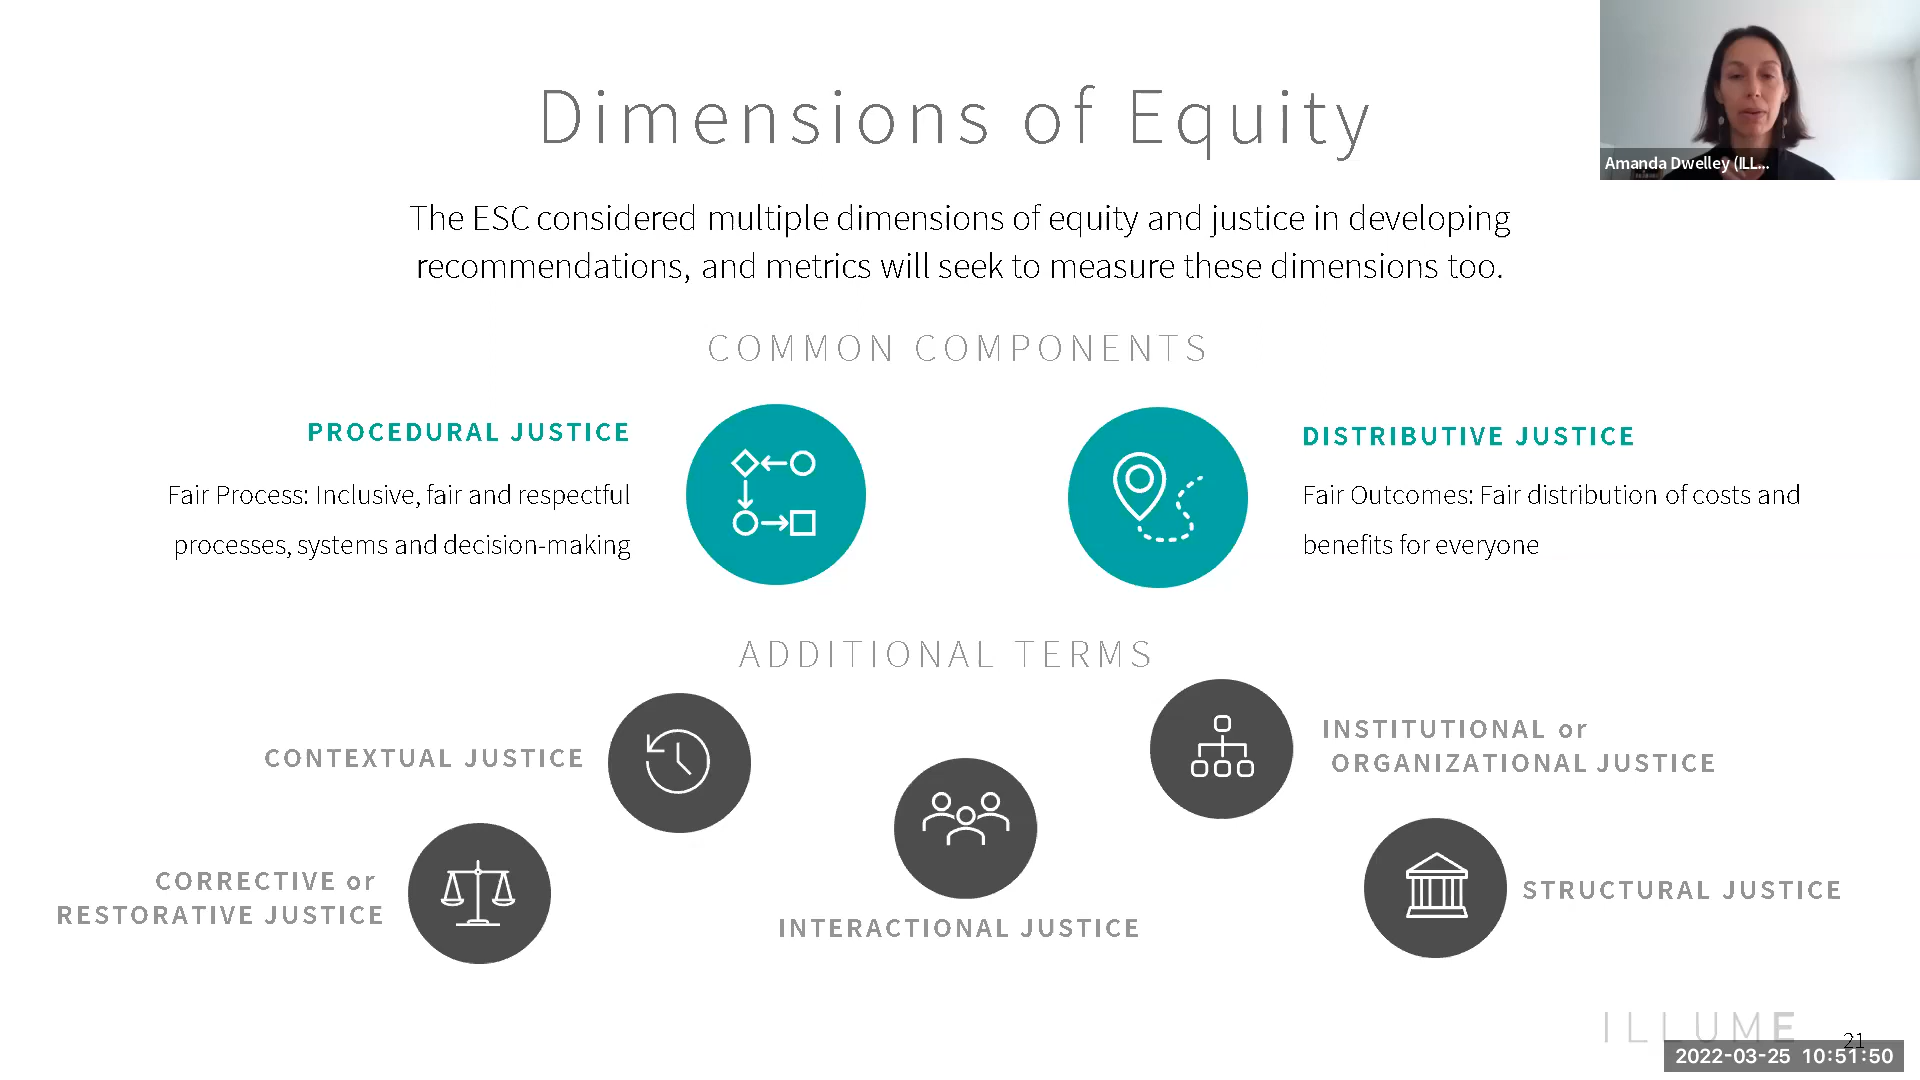 Dimensions of Equity
Amanda Dwelley (ILL...
The ESC considered multiple dimensions of equity and justice in developing
recommendations, and metrics will seek to measure these dimensions too.
COMMON COMPONENTS
PROCEDURAL JUSTICE
Fair Process: Inclusive, fair and respectful
processes, systems and decision-making
DISTRIBUTIVE JUSTICE
Fair Outcomes: Fair distribution of costs and
benefits for everyone
ADDITIONAL TERMS
CONTEXTUAL JUSTICE
INSTITUTIONAL or
ORGANIZATIONAL JUSTICE
CORRECTIVE or
RESTORATIVE JUSTICE
INTERACTIONAL JUSTICE
STRUCTURAL JUSTICE
ILLUME
21
2022-03-25 10:51:50